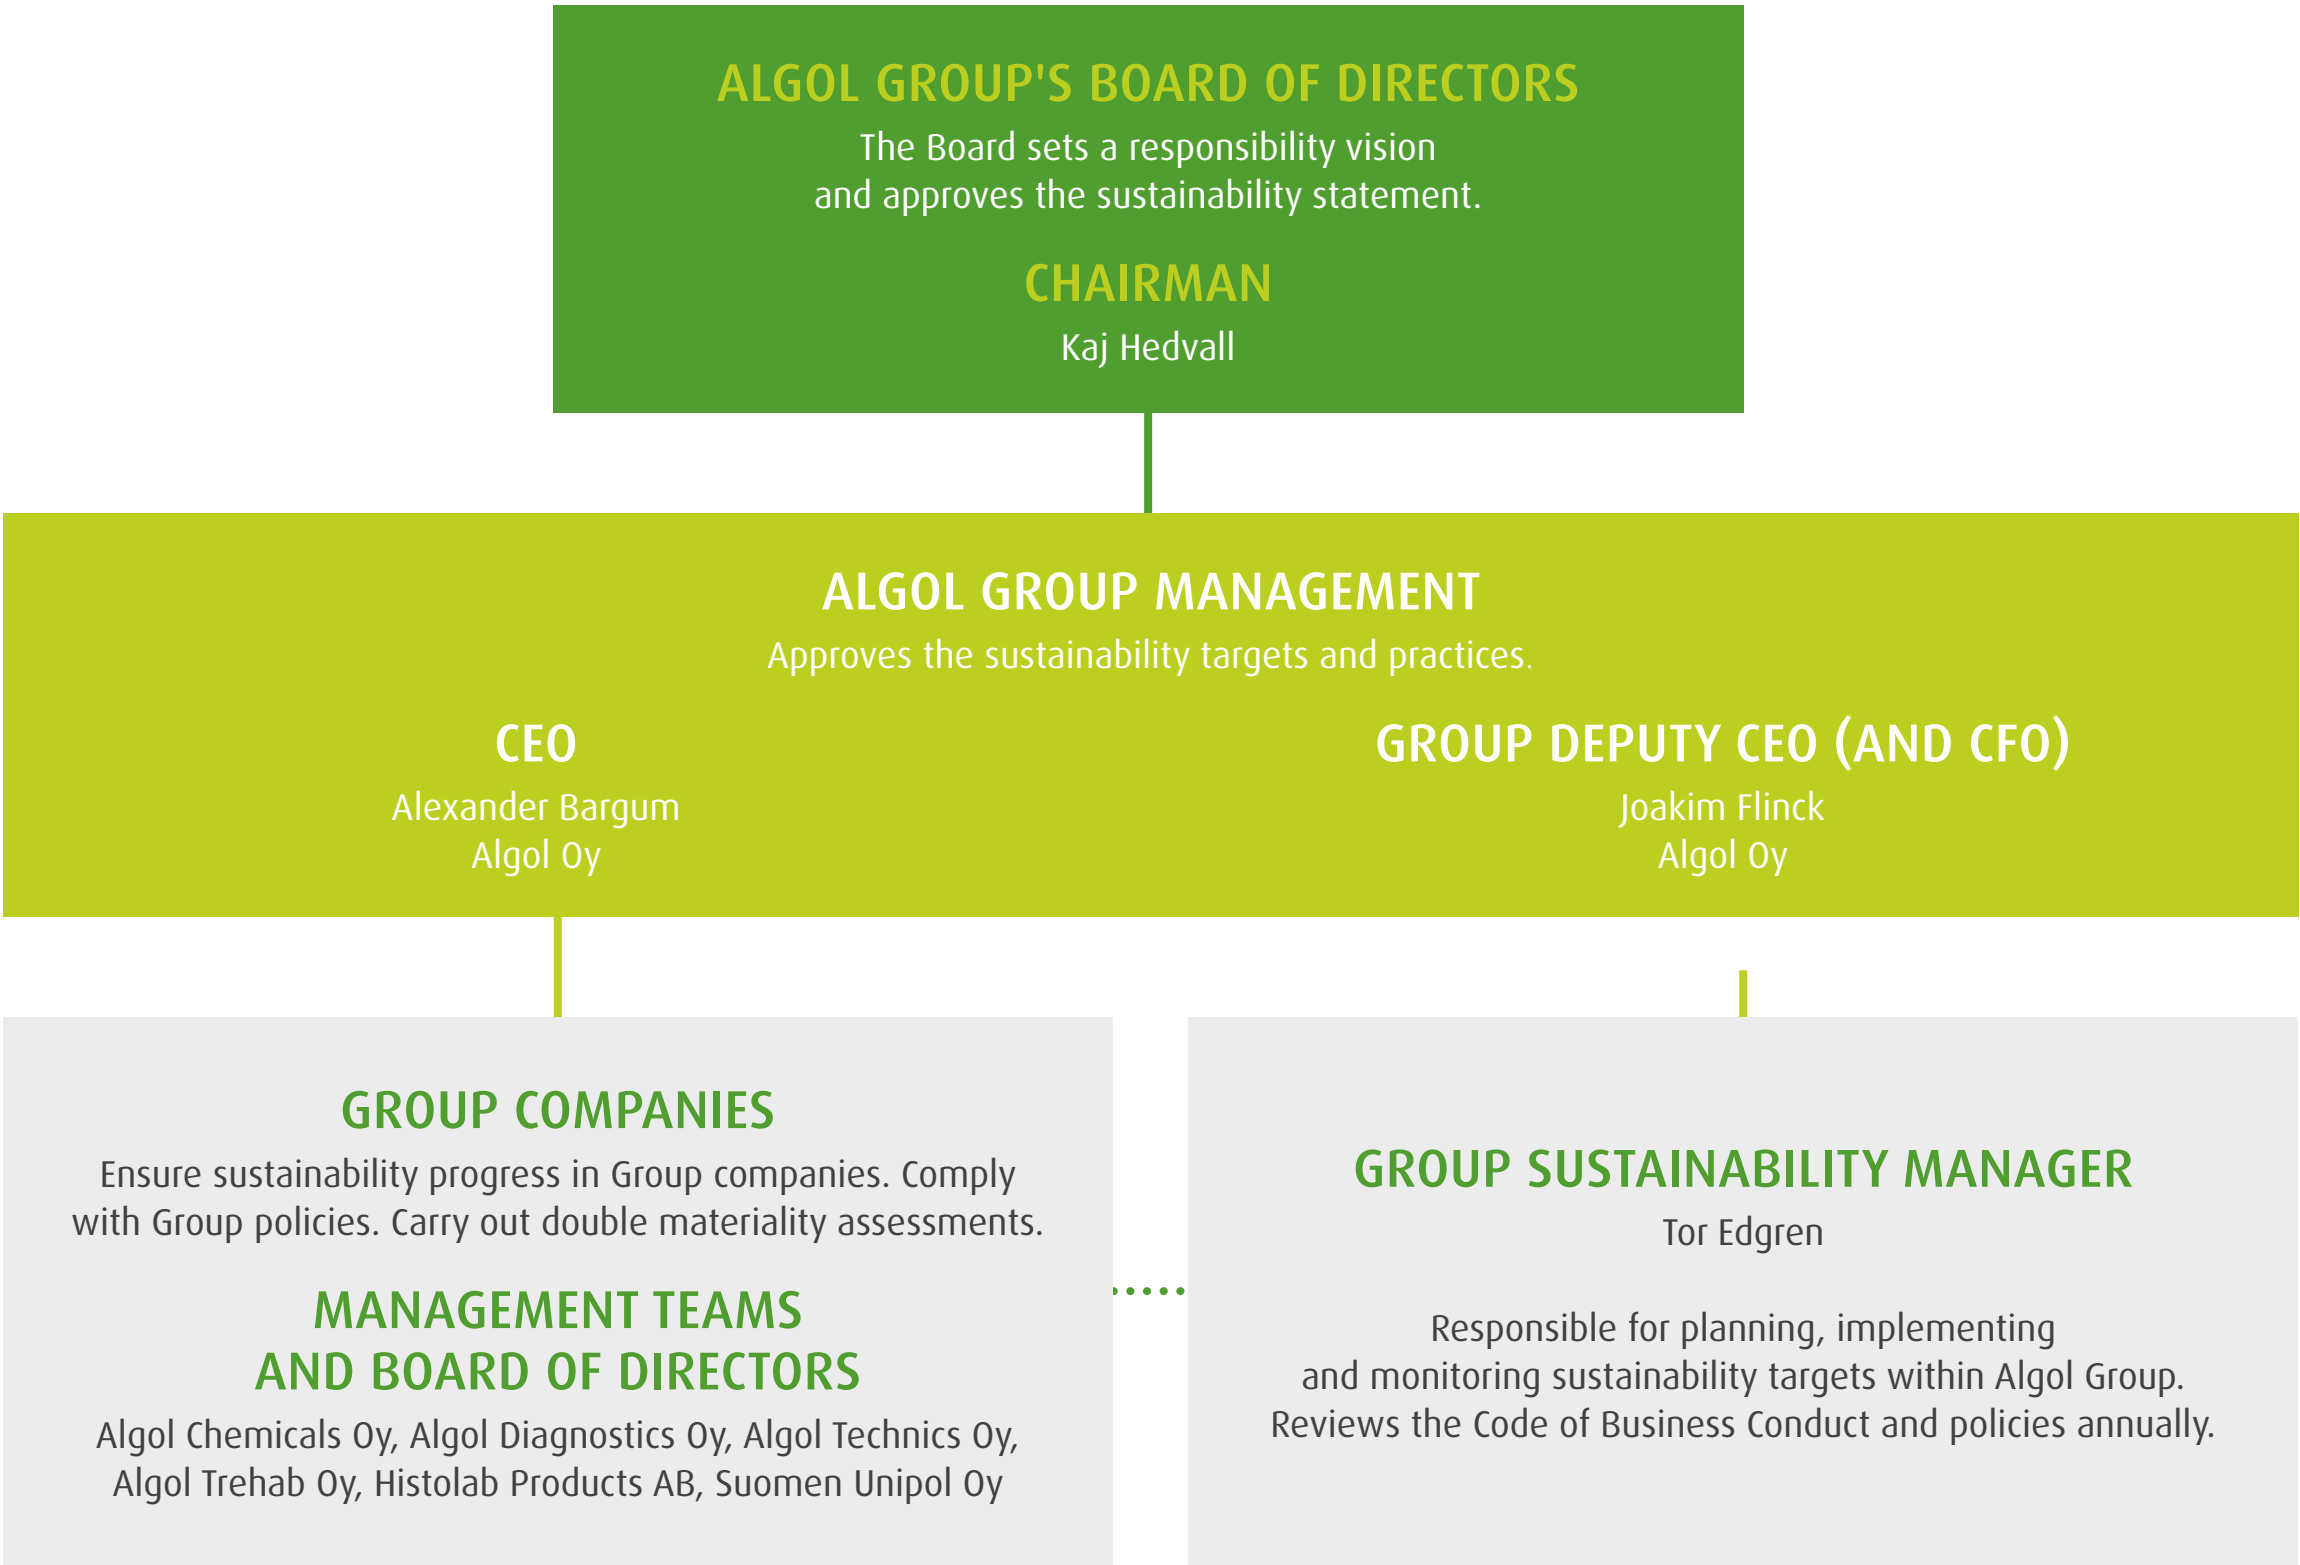 ALGOL GROUP'S BOARD OF DIRECTORS
The Board sets a responsibility vision
and approves the sustainability statement.
CHAIRMAN
Kaj Hedvall
ALGOL GROUP MANAGEMENT
Approves the sustainability targets and practices.
CEO
Alexander Bargum
Algol Oy
GROUP DEPUTY CEO (AND CFO)
Joakim Flinck
Algol Oy
GROUP COMPANIES
Ensure sustainability progress in Group companies. Comply
with Group policies. Carry out double materiality assessments.
MANAGEMENT TEAMS
AND BOARD OF DIRECTORS
Algol Chemicals Oy, Algol Diagnostics Oy, Algol Technics Oy,
Algol Trehab Oy, Histolab Products AB, Suomen Unipol Oy
GROUP SUSTAINABILITY MANAGER
Tor Edgren
Responsible for planning, implementing
and monitoring sustainability targets within Algol Group.
Reviews the Code of Business Conduct and policies annually.